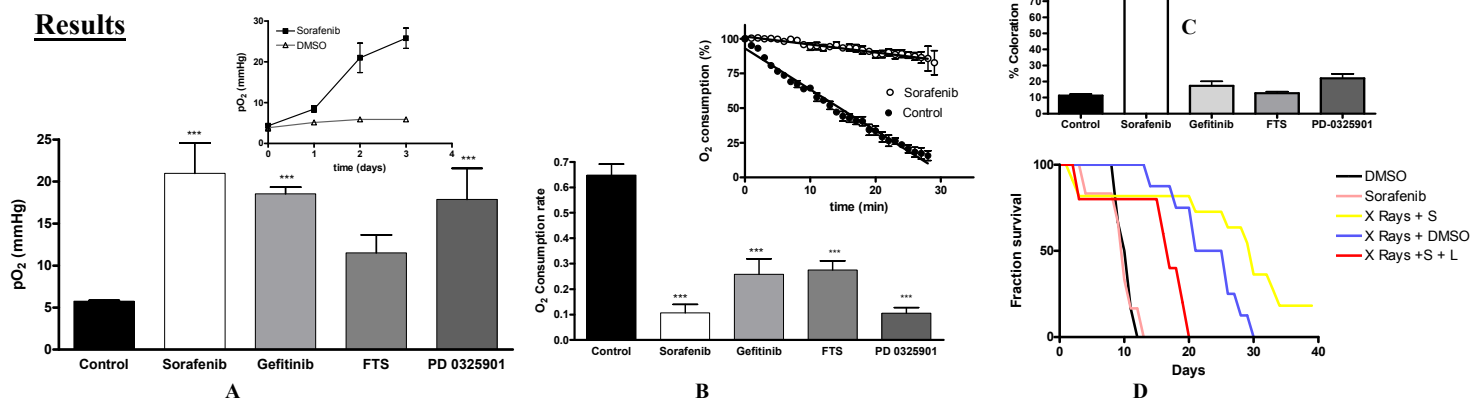 Results
30
20
10
0
pO2 (mmHg)
Sorafenib
DMSO
0 1 2 3 4
time (days)
25
20
15
10
5
0
pO2 (mmHg)
***
***
***
Control Sorafenib Gefitinib FTS PD 0325901
A
100
75
50
25
0
O2 consumption (%)
Sorafenib
Control
0 10 20 30
time (min)
0.7
0.6
0.5
0.4
0.3
0.2
0.1
0.0
O2 Consumption rate
***
***
***
***
Control Sorafenib Gefitinib FTS PD 0325901
B
70
60
50
40
30
20
10
0
% Coloration
C
Control Sorafenib Gefitinib FTS PD-0325901
100
50
0
Fraction survival
DMSO
Sorafenib
X Rays + S
X Rays + DMSO
X Rays +S + L
0 10 20 30 40
Days
D